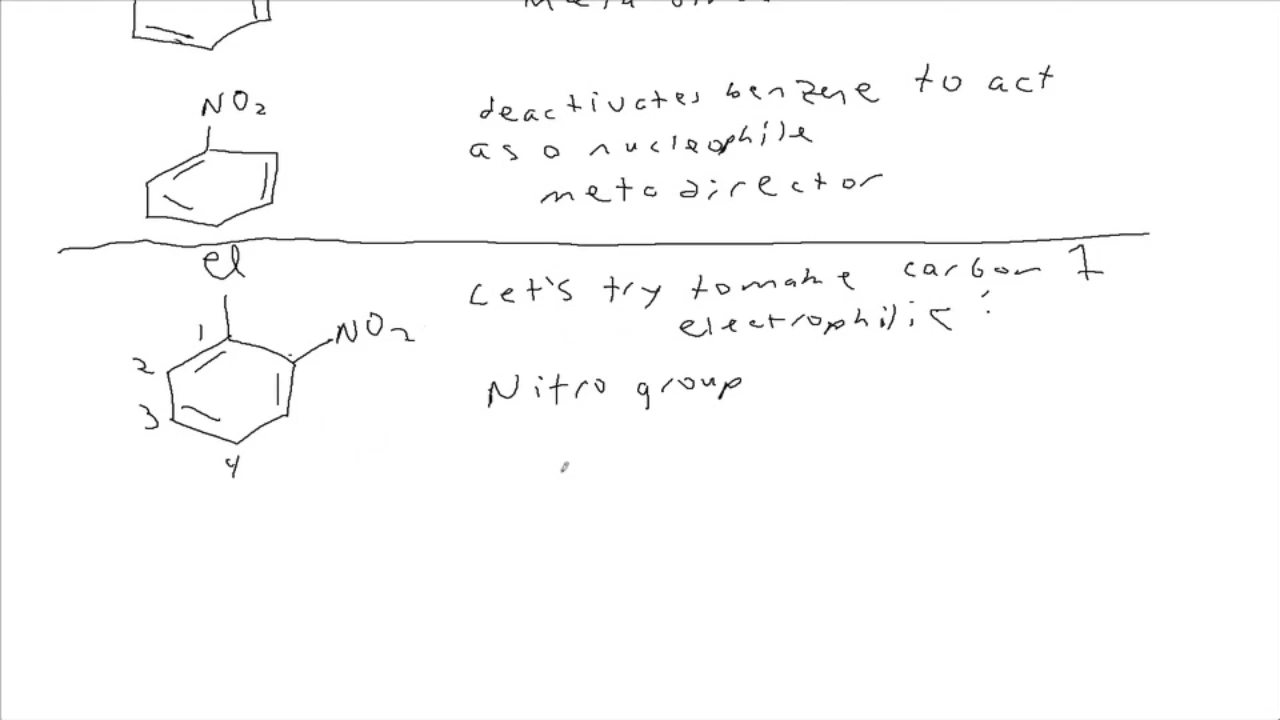 NO2
deactivates benzene to act
as a nucleophile
meta director
Cl
Let's try to make carbon 1
electrophilic:
1
NO2
2
3
4
Nitro group